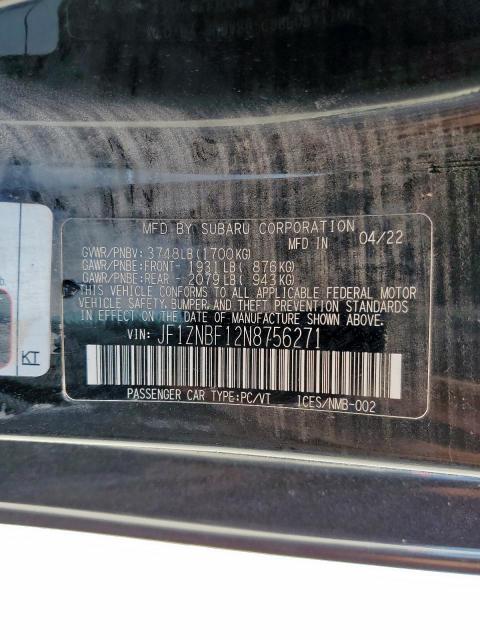 MFD BY SUBARU CORPORATION
MFD IN 04/22
GVWR/PNBV: 3748LB(1700KG)
GAWR/PNBE:FRONT- 1931LB( 876KG)
GAWR/PNBE:REAR - 2079LB( 943KG)
THIS VEHICLE CONFORMS TO ALL APPLICABLE FEDERAL MOTOR
VEHICLE SAFETY,BUMPER,AND THEFT PREVENTION STANDARDS
IN EFFECT ON THE DATE OF MANUFACTURE SHOWN ABOVE.
VIN: JF1ZNBF12N8756271
PASSENGER CAR TYPE:PC/VT ICES/NMB-002
KT